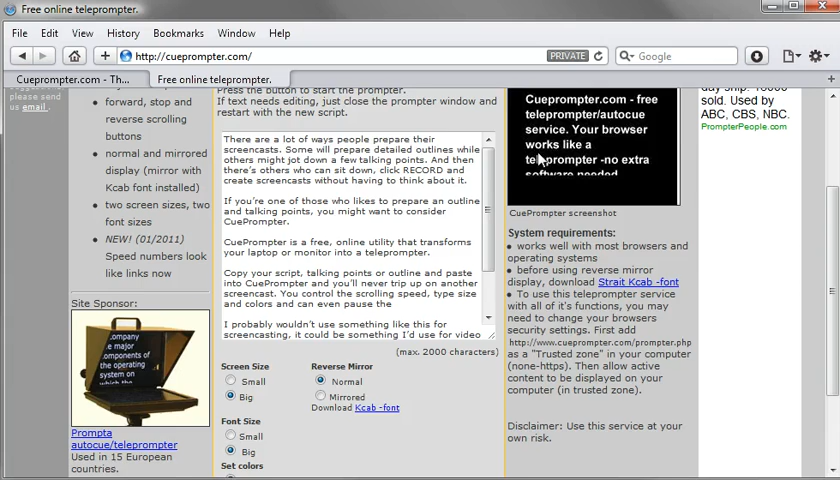 Free online teleprompter.
File Edit View History Bookmarks Window Help
http://cueprompter.com/
PRIVATE
Google
Cueprompter.com - Th...
Free online teleprompter.
please send
us email .
• forward, stop and
reverse scrolling
buttons
• normal and mirrored
display (mirror with
Kcab font installed)
• two screen sizes, two
font sizes
• NEW! (01/2011)
Speed numbers look
like links now
Site Sponsor:
company
e major
components of
the operating
system on
which the
Prompta
autocue/teleprompter
Used in 15 European
countries.
Press the button to start the prompter.
If text needs editing, just close the prompter window and
restart with the new script.
There are a lot of ways people prepare their
screencasts. Some will prepare detailed outlines while
others might jot down a few talking points. And then
there's others who can sit down, click RECORD and
create screencasts without having to think about it.
If you're one of those who likes to prepare an outline
and talking points, you might want to consider
CuePrompter.
CuePrompter is a free, online utility that transforms
your laptop or monitor into a teleprompter.
Copy your script, talking points or outline and paste
into CuePrompter and you'll never trip up on another
screencast. You control the scrolling speed, type size
and colors and can even pause the
I probably wouldn't use something like this for
screencasting, it could be something I'd use for video
(max. 2000 characters)
Screen Size
Small
Big
Reverse Mirror
Normal
Mirrored
Download Kcab -font
Font Size
Small
Big
Set colors
Cueprompter.com - free
teleprompter/autocue
service. Your browser
works like a
teleprompter -no extra
software needed
CuePrompter screenshot
System requirements:
• works well with most browsers and
operating systems
• before using reverse mirror
display, download Strait Kcab -font
• To use this teleprompter service
with all of it's functions, you may
need to change your browsers
security settings. First add
http://www.cueprompter.com/prompter.php
as a "Trusted zone" in your computer
(none-https). Then allow active
content to be displayed on your
computer (in trusted zone).
Disclaimer: Use this service at your
own risk.
sold. Used by
ABC, CBS, NBC.
PrompterPeople.com